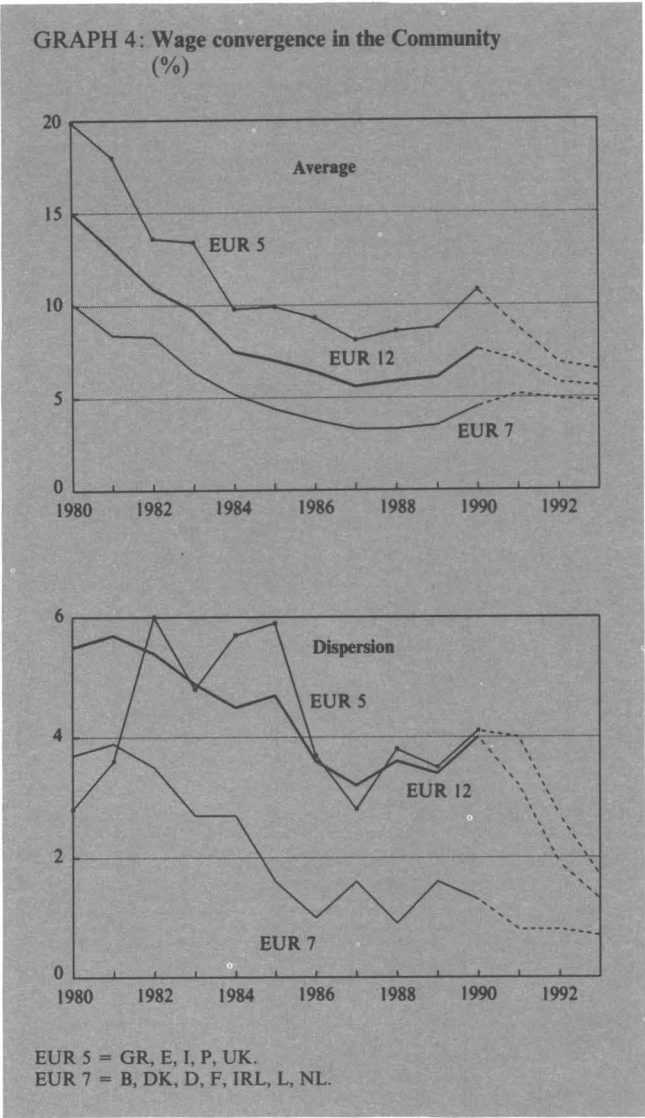 GRAPH 4: Wage convergence in the Community
(%)
20
Average
15
EUR 5
10
EUR 12
5
EUR 7
0
1980 1982 1984 1986 1988 1990 1992
6
Dispersion
EUR 5
4
EUR 12
2
EUR 7
0
1980 1982 1984 1986 1988 1990 1992
EUR 5 = GR, E, I, P, UK.
EUR 7 = B, DK, D, F, IRL, L, NL.